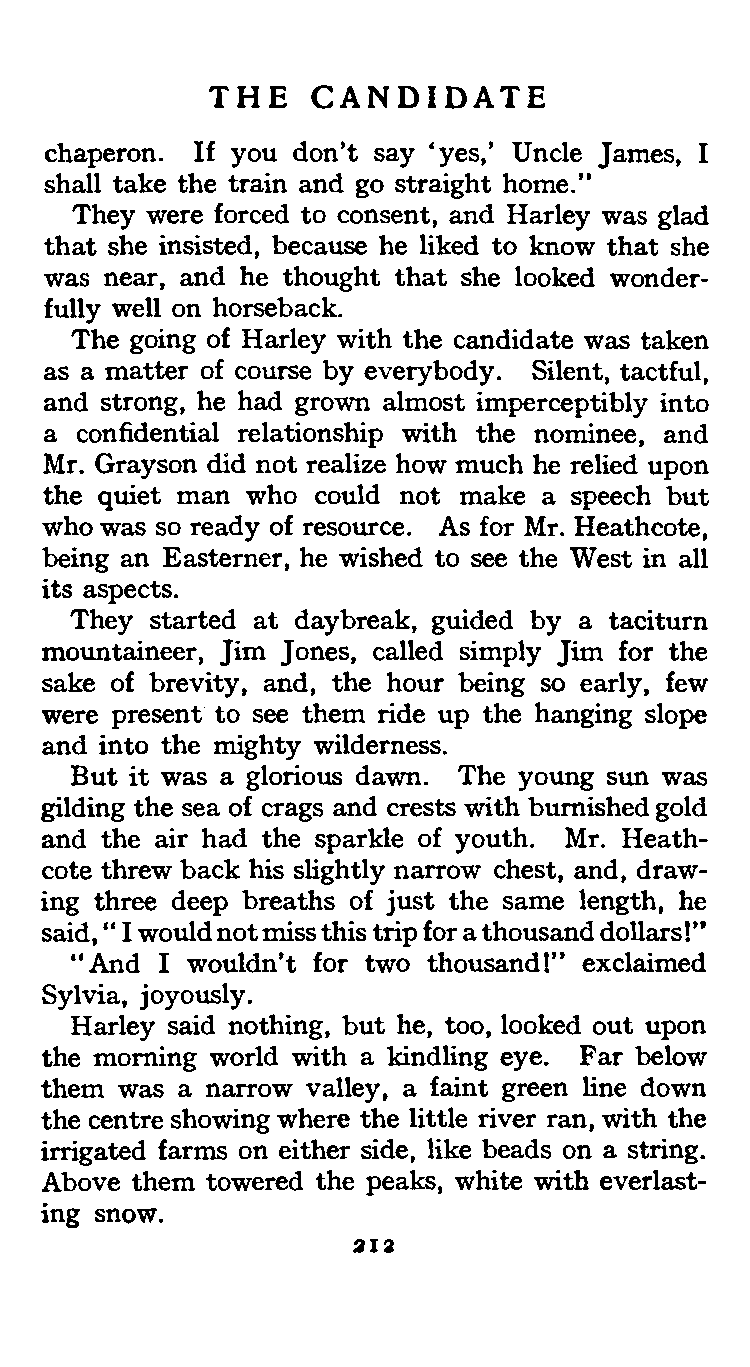 THE CANDIDATE
chaperon. If you don't say 'yes,' Uncle James, I
shall take the train and go straight home."
They were forced to consent, and Harley was glad
that she insisted, because he liked to know that she
was near, and he thought that she looked wonder-
fully well on horseback.
The going of Harley with the candidate was taken
as a matter of course by everybody. Silent, tactful,
and strong, he had grown almost imperceptibly into
a confidential relationship with the nominee, and
Mr. Grayson did not realize how much he relied upon
the quiet man who could not make a speech but
who was so ready of resource. As for Mr. Heathcote,
being an Easterner, he wished to see the West in all
its aspects.
They started at daybreak, guided by a taciturn
mountaineer, Jim Jones, called simply Jim for the
sake of brevity, and, the hour being so early, few
were present to see them ride up the hanging slope
and into the mighty wilderness.
But it was a glorious dawn. The young sun was
gilding the sea of crags and crests with burnished gold
and the air had the sparkle of youth. Mr. Heath-
cote threw back his slightly narrow chest, and, draw-
ing three deep breaths of just the same length, he
said, "I would not miss this trip for a thousand dollars!"
"And I wouldn't for two thousand!" exclaimed
Sylvia, joyously.
Harley said nothing, but he, too, looked out upon
the morning world with a kindling eye. Far below
them was a narrow valley, a faint green line down
the centre showing where the little river ran, with the
irrigated farms on either side, like beads on a string.
Above them towered the peaks, white with everlast-
ing snow.
212